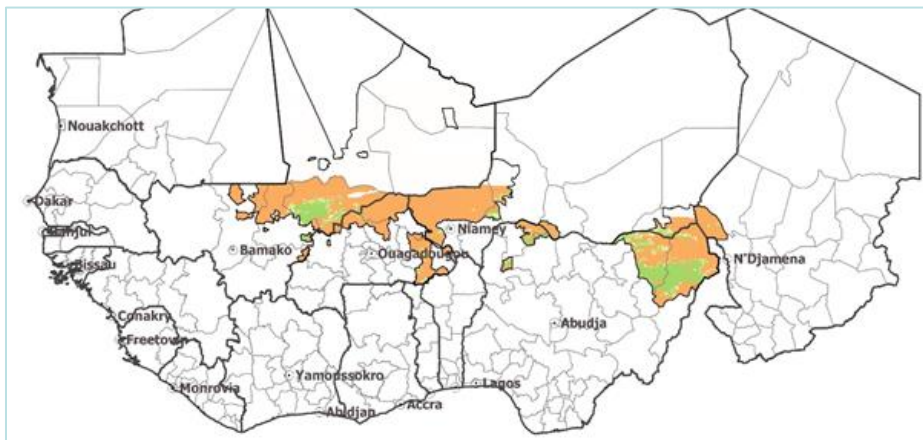 Nouakchott
Dakar
Banjul
Bissau
Bamako
Niamey
Ouagadougou
N'Djamena
Conakry
Freetown
Abudja
Monrovia
Yamoussokro
Lagos
Abidjan
Accra